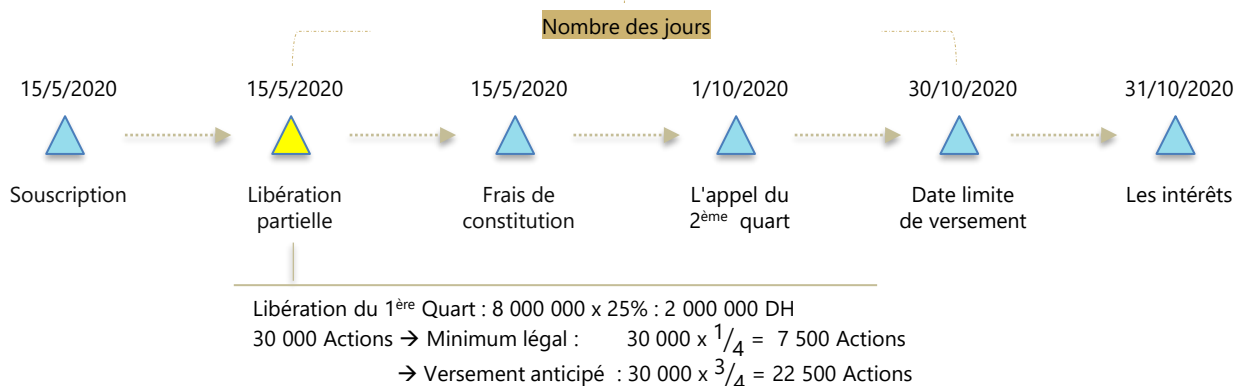 Nombre des jours
15/5/2020 15/5/2020 15/5/2020 1/10/2020 30/10/2020 31/10/2020
Souscription Libération Frais de L'appel du Date limite Les intérêts
partielle constitution 2ème quart de versement
Libération du 1ère Quart : 8 000 000 x 25% : 2 000 000 DH
30 000 Actions → Minimum légal : 30 000 x 1/4 = 7 500 Actions
→ Versement anticipé : 30 000 x 3/4 = 22 500 Actions